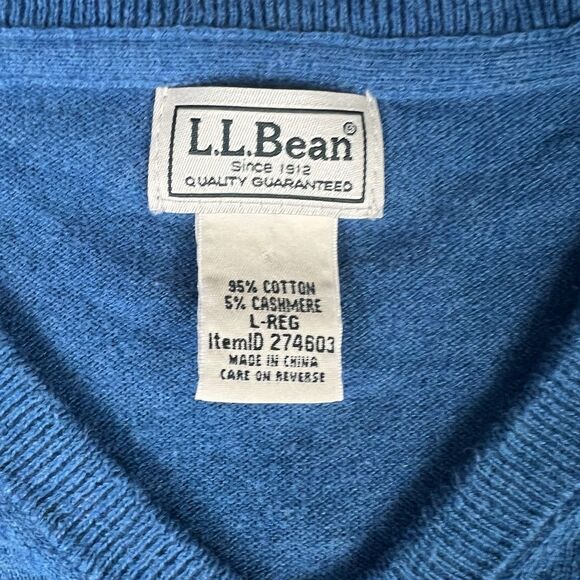 L.L.Bean®
Since 1912
QUALITY GUARANTEED
95% COTTON
5% CASHMERE
L-REG
ItemID 274603
MADE IN CHINA
CARE ON REVERSE